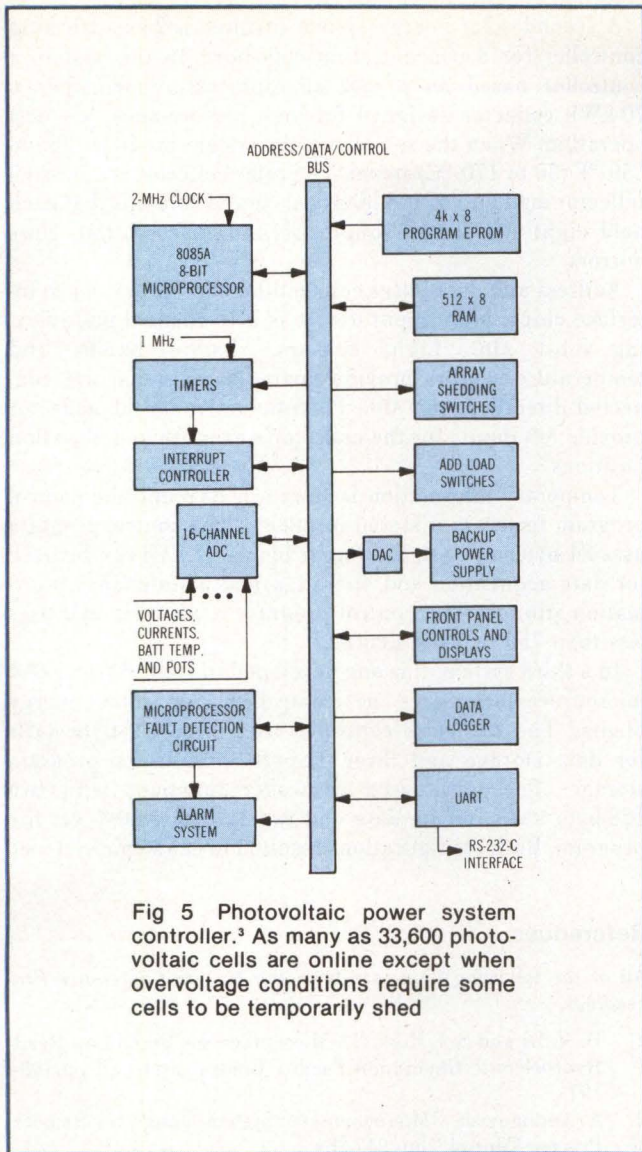 ADDRESS/DATA/CONTROL
BUS
2-MHz CLOCK
8085A
8-BIT
MICROPROCESSOR
4k x 8
PROGRAM EPROM
512 x 8
RAM
1 MHz
TIMERS
ARRAY
SHEDDING
SWITCHES
INTERRUPT
CONTROLLER
ADD LOAD
SWITCHES
16-CHANNEL
ADC
DAC
BACKUP
POWER
SUPPLY
VOLTAGES,
CURRENTS,
BATT TEMP.
AND POTS
FRONT PANEL
CONTROLS AND
DISPLAYS
MICROPROCESSOR
FAULT DETECTION
CIRCUIT
DATA
LOGGER
ALARM
SYSTEM
UART
RS-232-C
INTERFACE
Fig 5 Photovoltaic power system
controller.³ As many as 33,600 photo-
voltaic cells are online except when
overvoltage conditions require some
cells to be temporarily shed